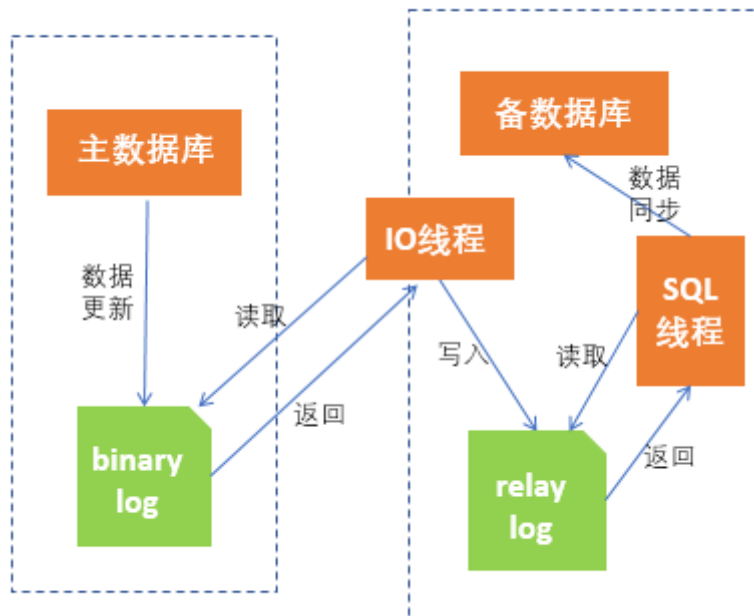 主数据库
数据
更新
binary
log
读取
返回
IO线程
写入
备数据库
数据
同步
SQL
线程
读取
返回
relay
log